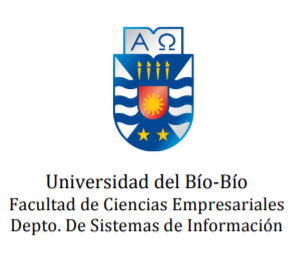 Α Ω
Universidad del Bío-Bío
Facultad de Ciencias Empresariales
Depto. De Sistemas de Información